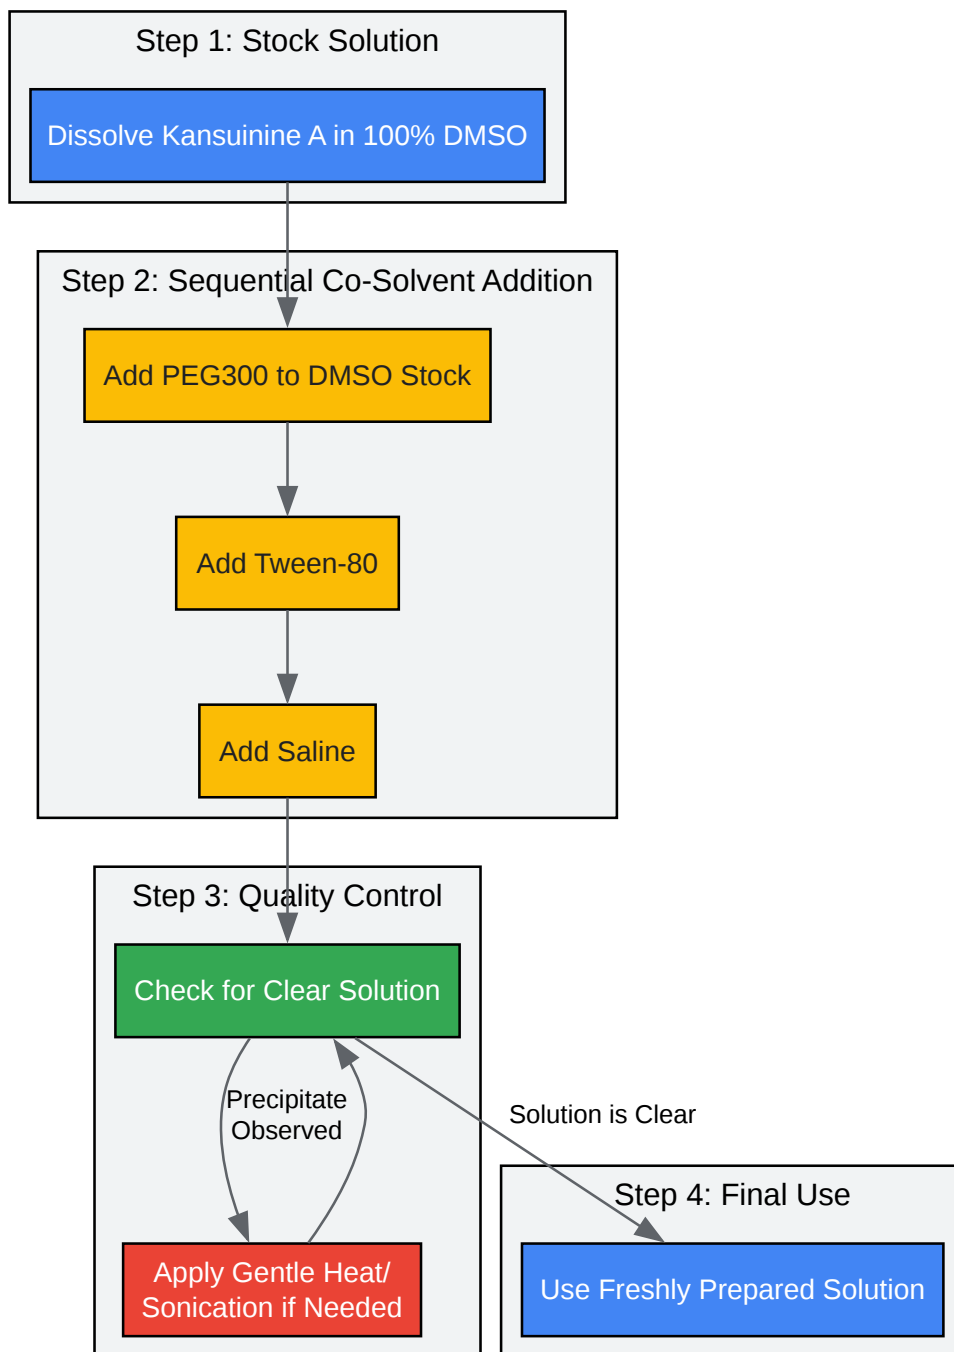 Step 1: Stock Solution
Dissolve Kansuinine A in 100% DMSO
Step 2: Sequential Co-Solvent Addition
Add PEG300 to DMSO Stock
Add Tween-80
Add Saline
Step 3: Quality Control
Check for Clear Solution
Precipitate
Observed
Solution is Clear
Step 4: Final Use
Apply Gentle Heat/
Sonication if Needed
Use Freshly Prepared Solution